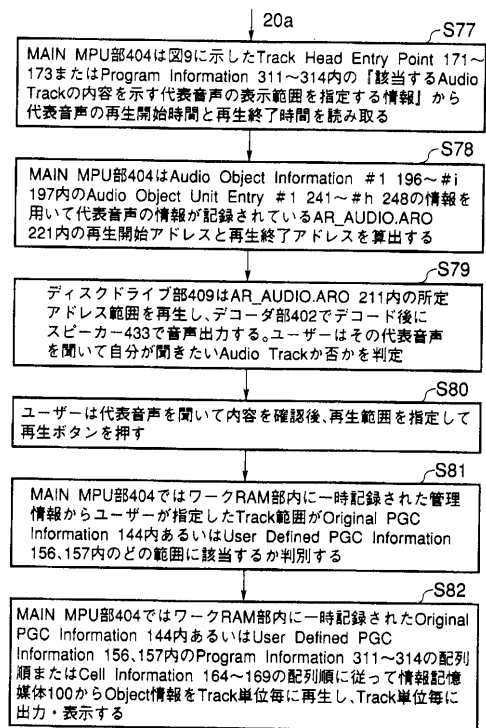 20a
S77
MAIN MPU部404は図9に示したTrack Head Entry Point 171～
173またはProgram Information 311～314内の『該当するAudio
Trackの内容を示す代表音声の表示範囲を指定する情報』から
代表音声の再生開始時間と再生終了時間を読み取る
S78
MAIN MPU部404はAudio Object Information #1 196～#i
197内のAudio Object Unit Entry #1 241～#h 248の情報を
用いて代表音声の情報が記録されているAR_AUDIO.ARO
221内の再生開始アドレスと再生終了アドレスを算出する
S79
ディスクドライブ部409はAR_AUDIO.ARO 211内の所定
アドレス範囲を再生し、デコーダ部402でデコード後に
スピーカー433で音声出力する。ユーザーはその代表音声
を聞いて自分が聞きたいAudio Trackか否かを判定
S80
ユーザーは代表音声を聞いて内容を確認後、再生範囲を指定して
再生ボタンを押す
S81
MAIN MPU部404ではワークRAM部内に一時記録された管理
情報からユーザーが指定したTrack範囲がOriginal PGC
Information 144内あるいはUser Defined PGC Information
156、157内のどの範囲に該当するか判別する
S82
MAIN MPU部404ではワークRAM部内に一時記録されたOriginal
PGC Information 144内あるいはUser Defined PGC
Information 156、157内のProgram Information 311～314の配列
順またはCell Information 164～169の配列順に従って情報記憶
媒体100からObject情報をTrack単位毎に再生し、Track単位毎に
出力・表示する